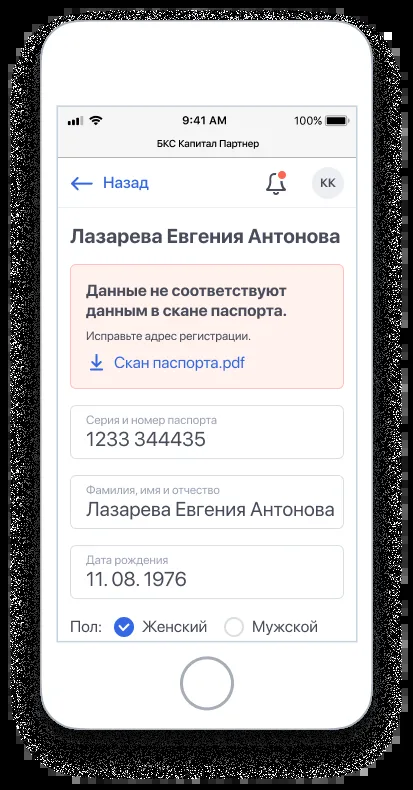 9:41 AM
100%
БКС Капитал Партнер
Назад
КК
Лазарева Евгения Антонова
Данные не соответствуют
данным в скане паспорта.
Исправьте адрес регистрации.
Скан паспорта.pdf
Серия и номер паспорта
1233 344435
Фамилия, имя и отчество
Лазарева Евгения Антонова
Дата рождения
11. 08. 1976
Пол: Женский Мужской